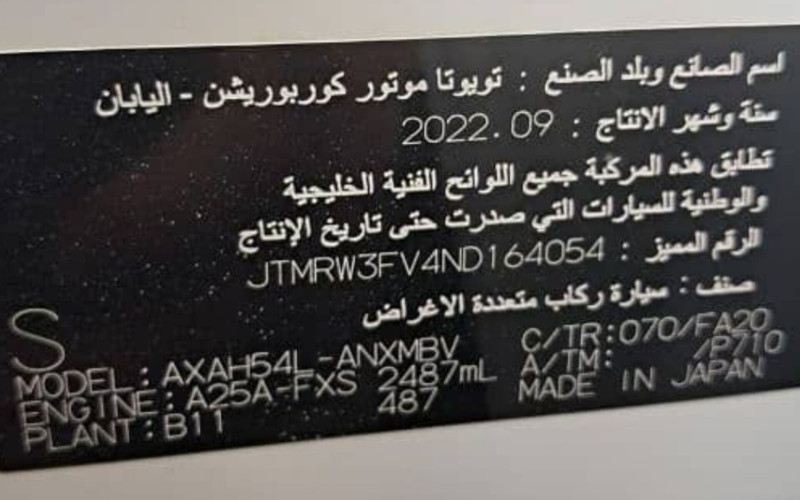 اسم الصانع وبلد الصنع : تويوتا موتور كوربوريشن - اليابان
سنة وشهر الانتاج : 2022.09
تطابق هذه المركبة جميع اللوائح الفنية الخليجية
والوطنية للسيارات التي صدرت حتى تاريخ الإنتاج
الرقم المميز : JTMRW3FV4ND164054
صنف : سيارة ركاب متعددة الاغراض
S
MODEL : AXAH54L-ANXMBV C/TR:070/FA20
ENGINE : A25A-FXS 2487mL A/TM: /P710
PLANT : B11 487 MADE IN JAPAN